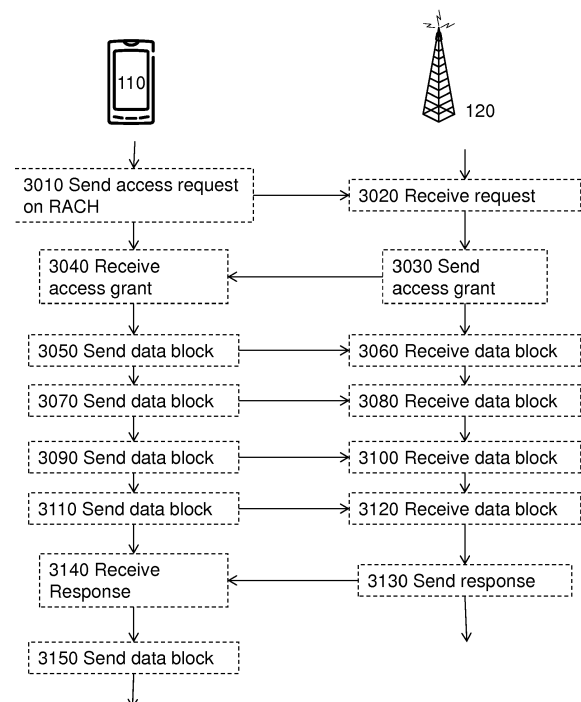 110
120
3010 Send access request
on RACH
3020 Receive request
3040 Receive
access grant
3030 Send
access grant
3050 Send data block
3060 Receive data block
3070 Send data block
3080 Receive data block
3090 Send data block
3100 Receive data block
3110 Send data block
3120 Receive data block
3140 Receive
Response
3130 Send response
3150 Send data block